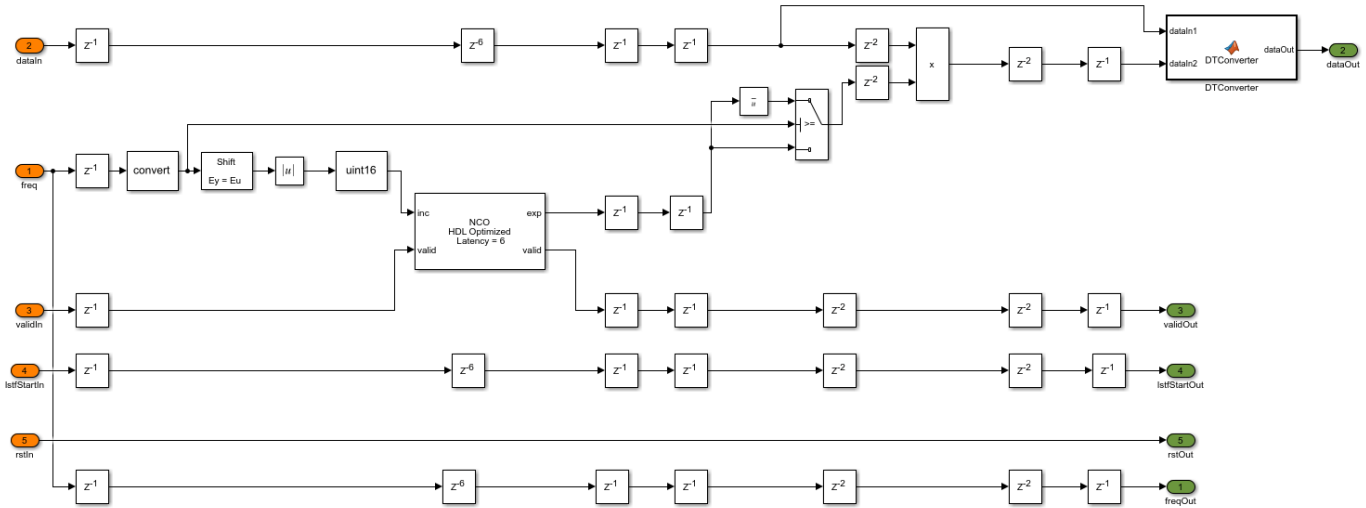 2
dataIn
z-1
z-6
z-1
z-1
z-2
z-2
x
z-2
z-1
dataIn1
dataIn2
DTConverter
dataOut
DTConverter
2
dataOut
u
>=
1
freq
z-1
convert
Shift
Ey = Eu
|u|
uint16
inc
valid
NCO
HDL Optimized
Latency = 6
exp
valid
z-1
z-1
3
validIn
z-1
z-1
z-1
z-2
z-2
z-1
3
validOut
4
lstfStartIn
z-1
z-6
z-1
z-1
z-2
z-2
z-1
4
lstfStartOut
5
rstIn
5
rstOut
z-1
z-6
z-1
z-1
z-2
z-2
z-1
1
freqOut